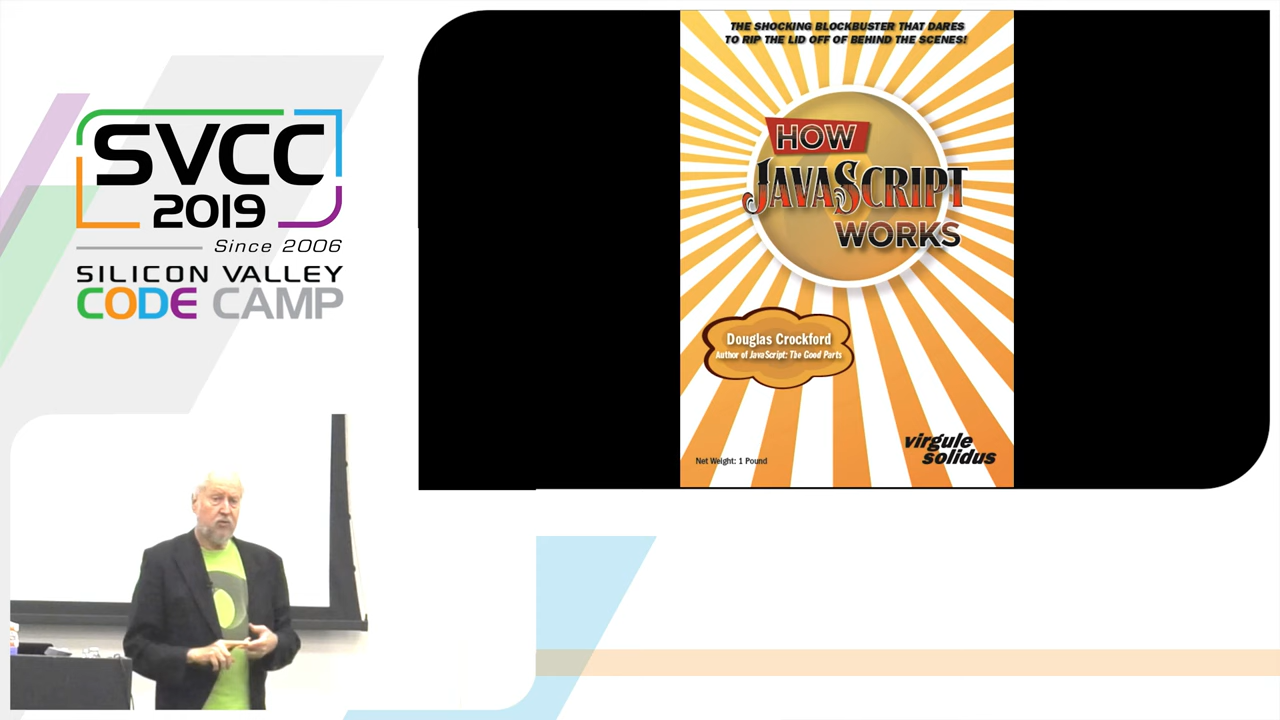 SVCC
2019
Since 2006
SILICON VALLEY
CODE CAMP
THE SHOCKING BLOCKBUSTER THAT DARES
TO RIP THE LID OFF OF BEHIND THE SCENES!
HOW
JAVASCRIPT
WORKS
Douglas Crockford
Author of JavaScript: The Good Parts
Net Weight: 1 Pound
virgule
solidus